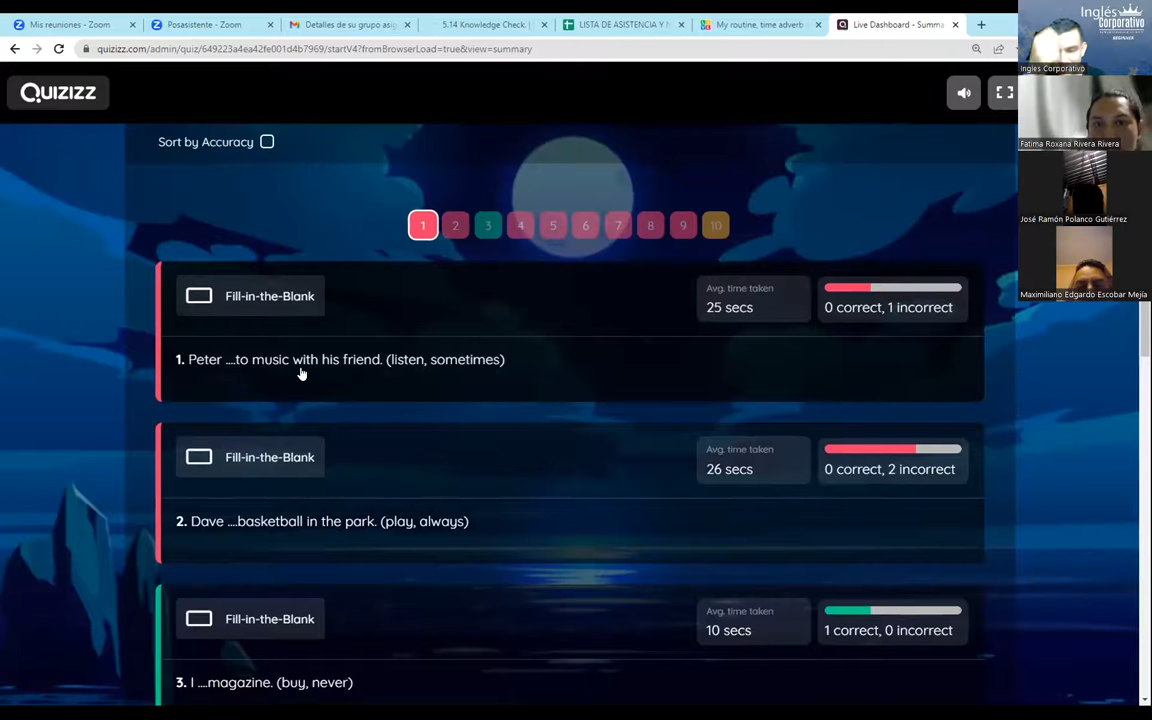 Mis reuniones - Zoom
Posasistente - Zoom
Detalles de su grupo asig
5.14 Knowledge Check. |
LISTA DE ASISTENCIA Y
My routine, time adverb
Live Dashboard - Summa
quizizz.com/admin/quiz/649223a4ea42fe001d4b7969/startV4?fromBrowserLoad=true&view=summary
Inglés
Corporativo
BEGINNER
Ingles Corporativo
Fatima Roxana Rivera Rivera
José Ramón Polanco Gutiérrez
Maximiliano Edgardo Escobar Mejía
Quizizz
Sort by Accuracy
1 2 3 4 5 6 7 8 9 10
Fill-in-the-Blank
Avg. time taken
25 secs
0 correct, 1 incorrect
1. Peter ....to music with his friend. (listen, sometimes)
Fill-in-the-Blank
Avg. time taken
26 secs
0 correct, 2 incorrect
2. Dave ....basketball in the park. (play, always)
Fill-in-the-Blank
Avg. time taken
10 secs
1 correct, 0 incorrect
3. I ....magazine. (buy, never)